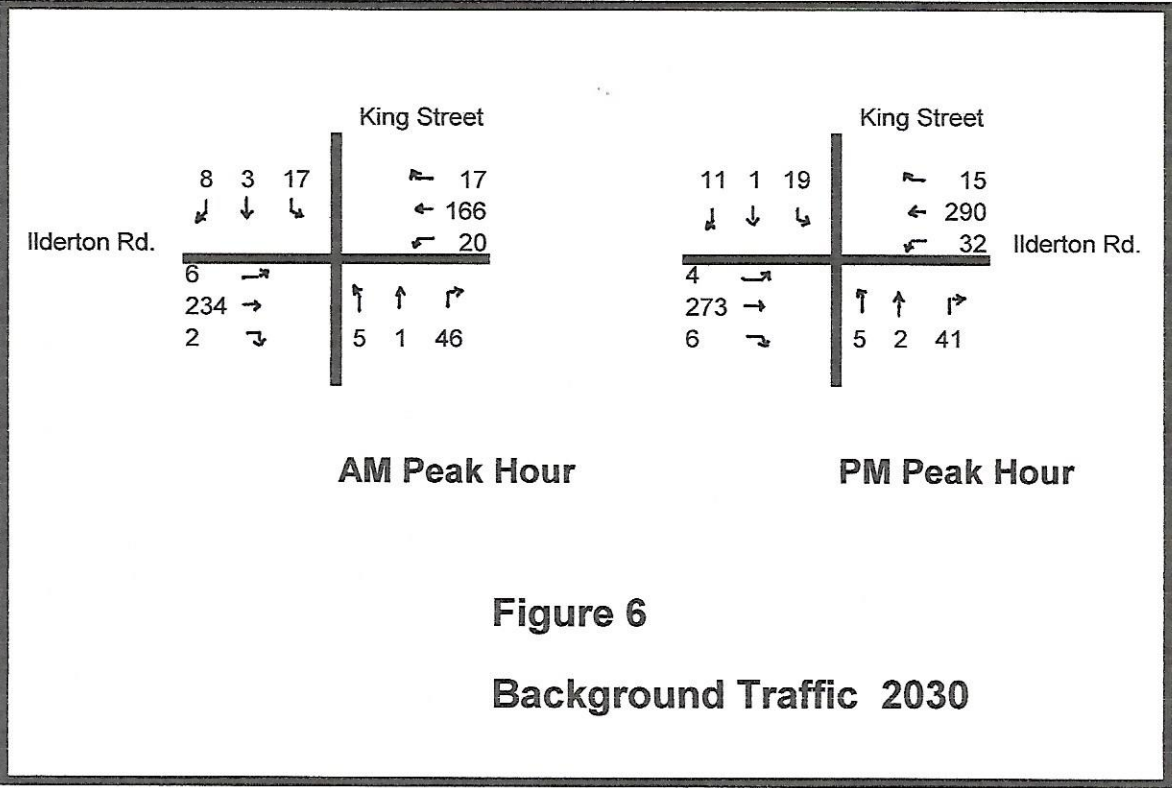 King Street
8 3 17
17
166
20
Ilderton Rd.
6
234
2
5 1 46
AM Peak Hour
King Street
11 1 19
15
290
32
Ilderton Rd.
4
273
6
5 2 41
PM Peak Hour
Figure 6
Background Traffic 2030